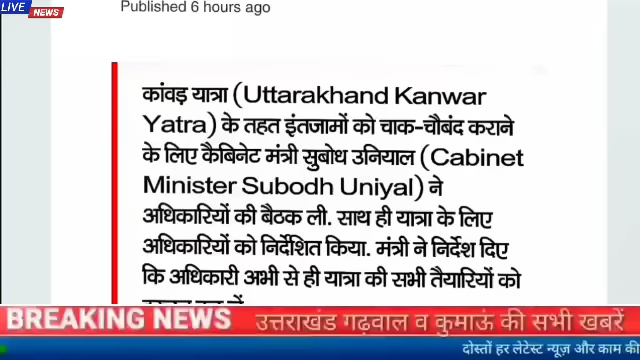 LIVE
NEWS
Published 6 hours ago
कांवड़ यात्रा (Uttarakhand Kanwar
Yatra) के तहत इंतजामों को चाक-चौबंद कराने
के लिए कैबिनेट मंत्री सुबोध उनियाल (Cabinet
Minister Subodh Uniyal) ने
अधिकारियों की बैठक ली. साथ ही यात्रा के लिए
अधिकारियों को निर्देशित किया. मंत्री ने निर्देश दिए
कि अधिकारी अभी से ही यात्रा की सभी तैयारियों को
BREAKING NEWS उत्तराखंड गढ़वाल व कुमाऊं की सभी खबरें
दोस्तों हर लेटेस्ट न्यूज़ और काम की